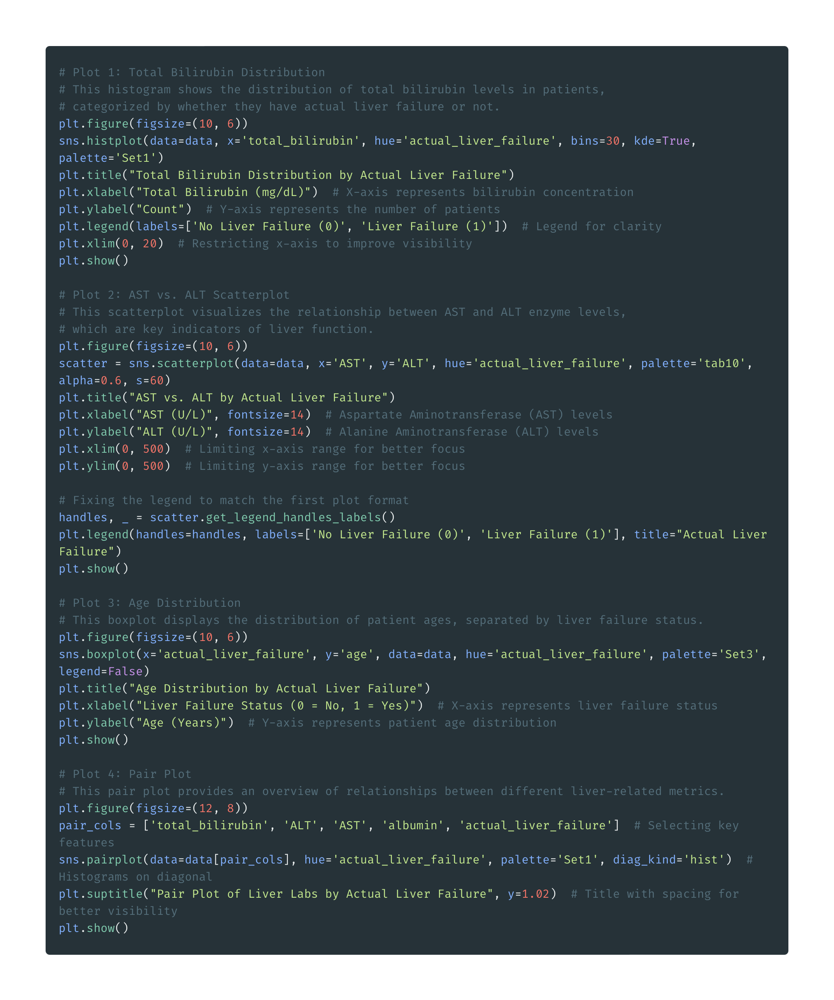 # Plot 1: Total Bilirubin Distribution
# This histogram shows the distribution of total bilirubin levels in patients,
# categorized by whether they have actual liver failure or not.
plt.figure(figsize=(10, 6))
sns.histplot(data=data, x='total_bilirubin', hue='actual_liver_failure', bins=30, kde=True,
palette='Set1')
plt.title("Total Bilirubin Distribution by Actual Liver Failure")
plt.xlabel("Total Bilirubin (mg/dL)")  # X-axis represents bilirubin concentration
plt.ylabel("Count")  # Y-axis represents the number of patients
plt.legend(labels=['No Liver Failure (0)', 'Liver Failure (1)'])  # Legend for clarity
plt.xlim(0, 20)  # Restricting x-axis to improve visibility
plt.show()

# Plot 2: AST vs. ALT Scatterplot
# This scatterplot visualizes the relationship between AST and ALT enzyme levels,
# which are key indicators of liver function.
plt.figure(figsize=(10, 6))
scatter = sns.scatterplot(data=data, x='AST', y='ALT', hue='actual_liver_failure', palette='tab10',
alpha=0.6, s=60)
plt.title("AST vs. ALT by Actual Liver Failure")
plt.xlabel("AST (U/L)", fontsize=14)  # Aspartate Aminotransferase (AST) levels
plt.ylabel("ALT (U/L)", fontsize=14)  # Alanine Aminotransferase (ALT) levels
plt.xlim(0, 500)  # Limiting x-axis range for better focus
plt.ylim(0, 500)  # Limiting y-axis range for better focus

# Fixing the legend to match the first plot format
handles, _ = scatter.get_legend_handles_labels()
plt.legend(handles=handles, labels=['No Liver Failure (0)', 'Liver Failure (1)'], title="Actual Liver
Failure")
plt.show()

# Plot 3: Age Distribution
# This boxplot displays the distribution of patient ages, separated by liver failure status.
plt.figure(figsize=(10, 6))
sns.boxplot(x='actual_liver_failure', y='age', data=data, hue='actual_liver_failure', palette='Set3',
legend=False)
plt.title("Age Distribution by Actual Liver Failure")
plt.xlabel("Liver Failure Status (0 = No, 1 = Yes)")  # X-axis represents liver failure status
plt.ylabel("Age (Years)")  # Y-axis represents patient age distribution
plt.show()

# Plot 4: Pair Plot
# This pair plot provides an overview of relationships between different liver-related metrics.
plt.figure(figsize=(12, 8))
pair_cols = ['total_bilirubin', 'ALT', 'AST', 'albumin', 'actual_liver_failure']  # Selecting key
features
sns.pairplot(data=data[pair_cols], hue='actual_liver_failure', palette='Set1', diag_kind='hist')  #
Histograms on diagonal
plt.suptitle("Pair Plot of Liver Labs by Actual Liver Failure", y=1.02)  # Title with spacing for
better visibility
plt.show()